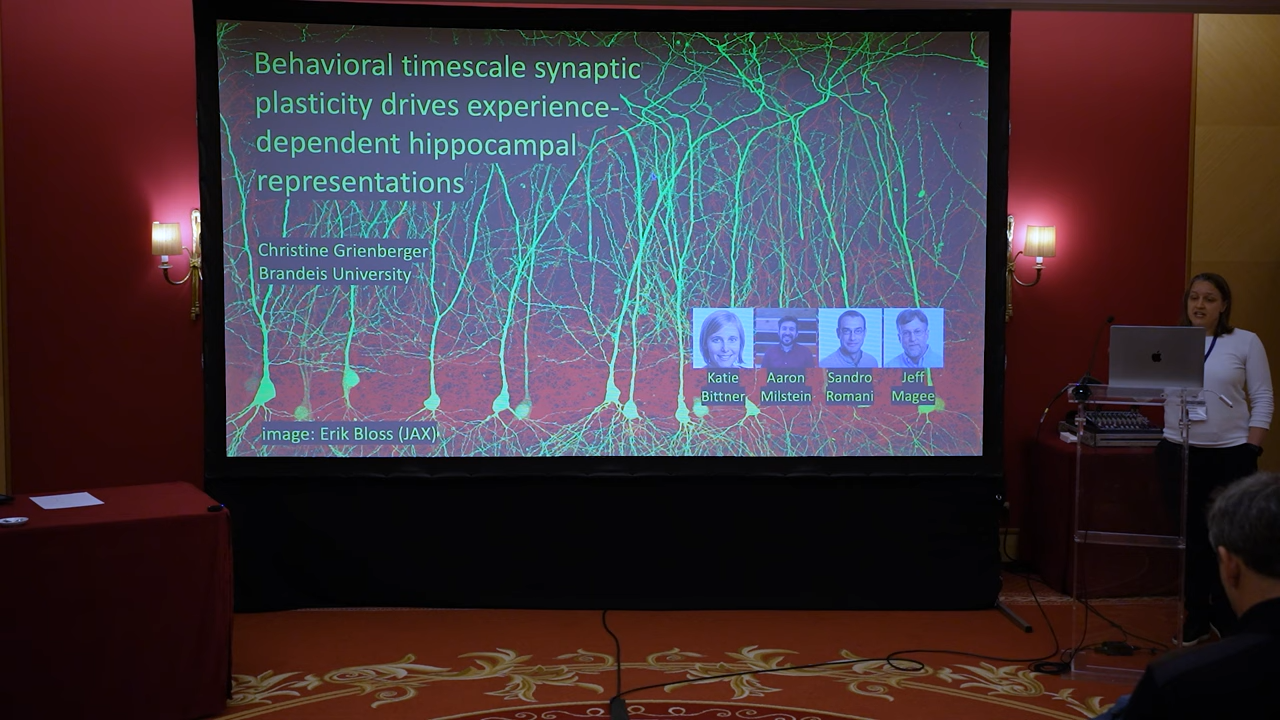 Behavioral timescale synaptic
plasticity drives experience-
dependent hippocampal
representations
Christine Grienberger
Brandeis University
Katie
Bittner
Aaron
Milstein
Sandro
Romani
Jeff
Magee
image: Erik Bloss (JAX)